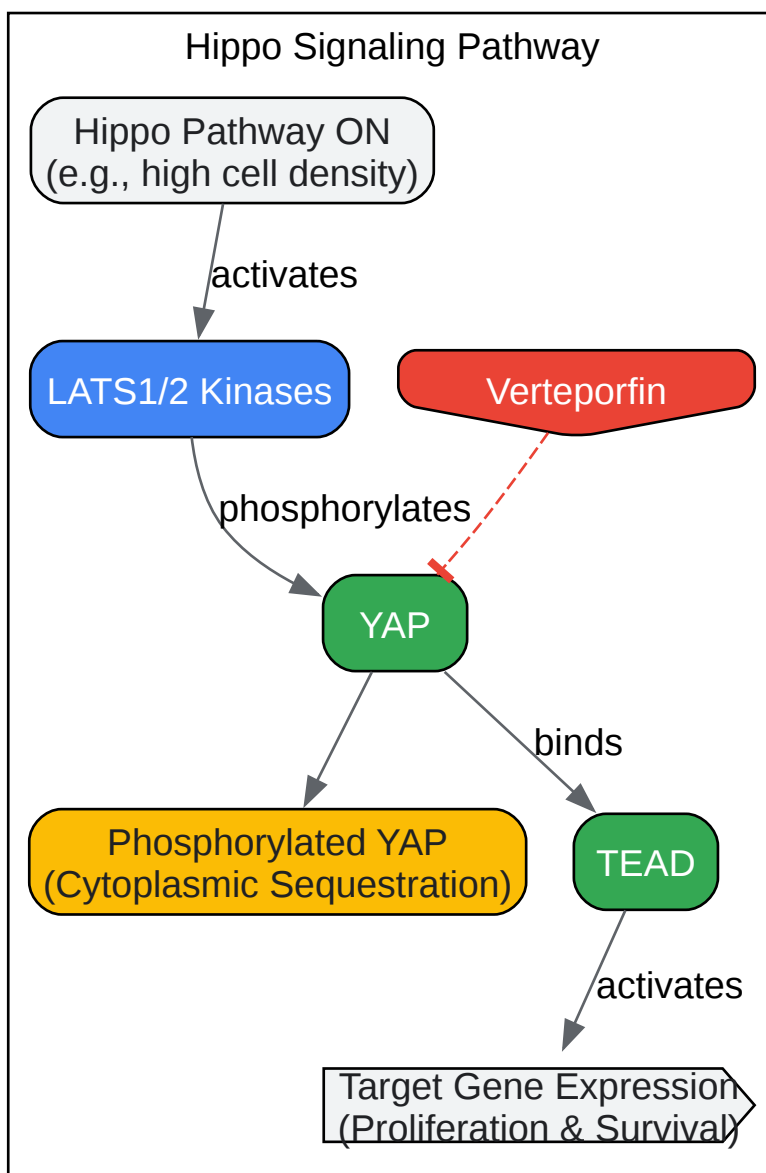 Hippo Signaling Pathway
Hippo Pathway ON
(e.g., high cell density)
activates
LATS1/2 Kinases
Verteporfin
phosphorylates
YAP
binds
Phosphorylated YAP
(Cytoplasmic Sequestration)
TEAD
activates
Target Gene Expression
(Proliferation & Survival)